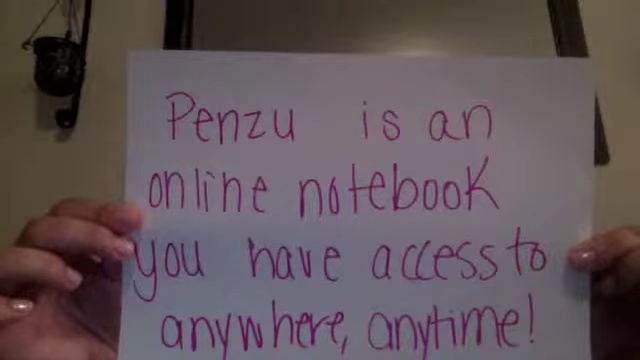 Penzu is an
online notebook
you have access to
anywhere, anytime!